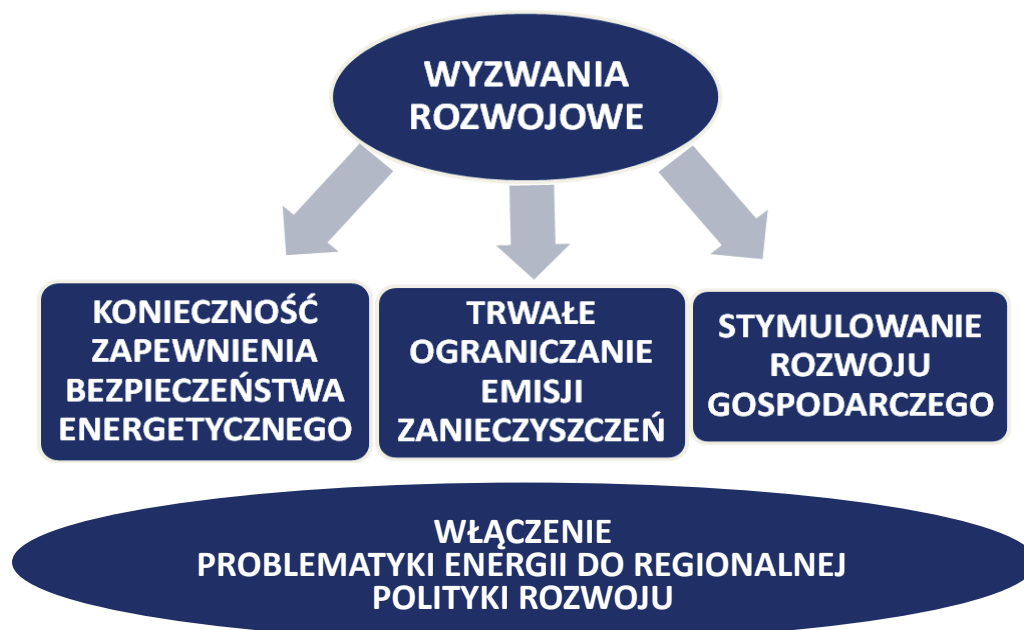 WYZWANIA
ROZWOJOWE
KONIECZNOŚĆ
ZAPEWNIENIA
BEZPIECZEŃSTWA
ENERGETYCZNEGO
TRWAŁE
OGRANICZANIE
EMISJI
ZANIECZYSZCZEŃ
STYMULOWANIE
ROZWOJU
GOSPODARCZEGO
WŁĄCZENIE
PROBLEMATYKI ENERGII DO REGIONALNEJ
POLITYKI ROZWOJU